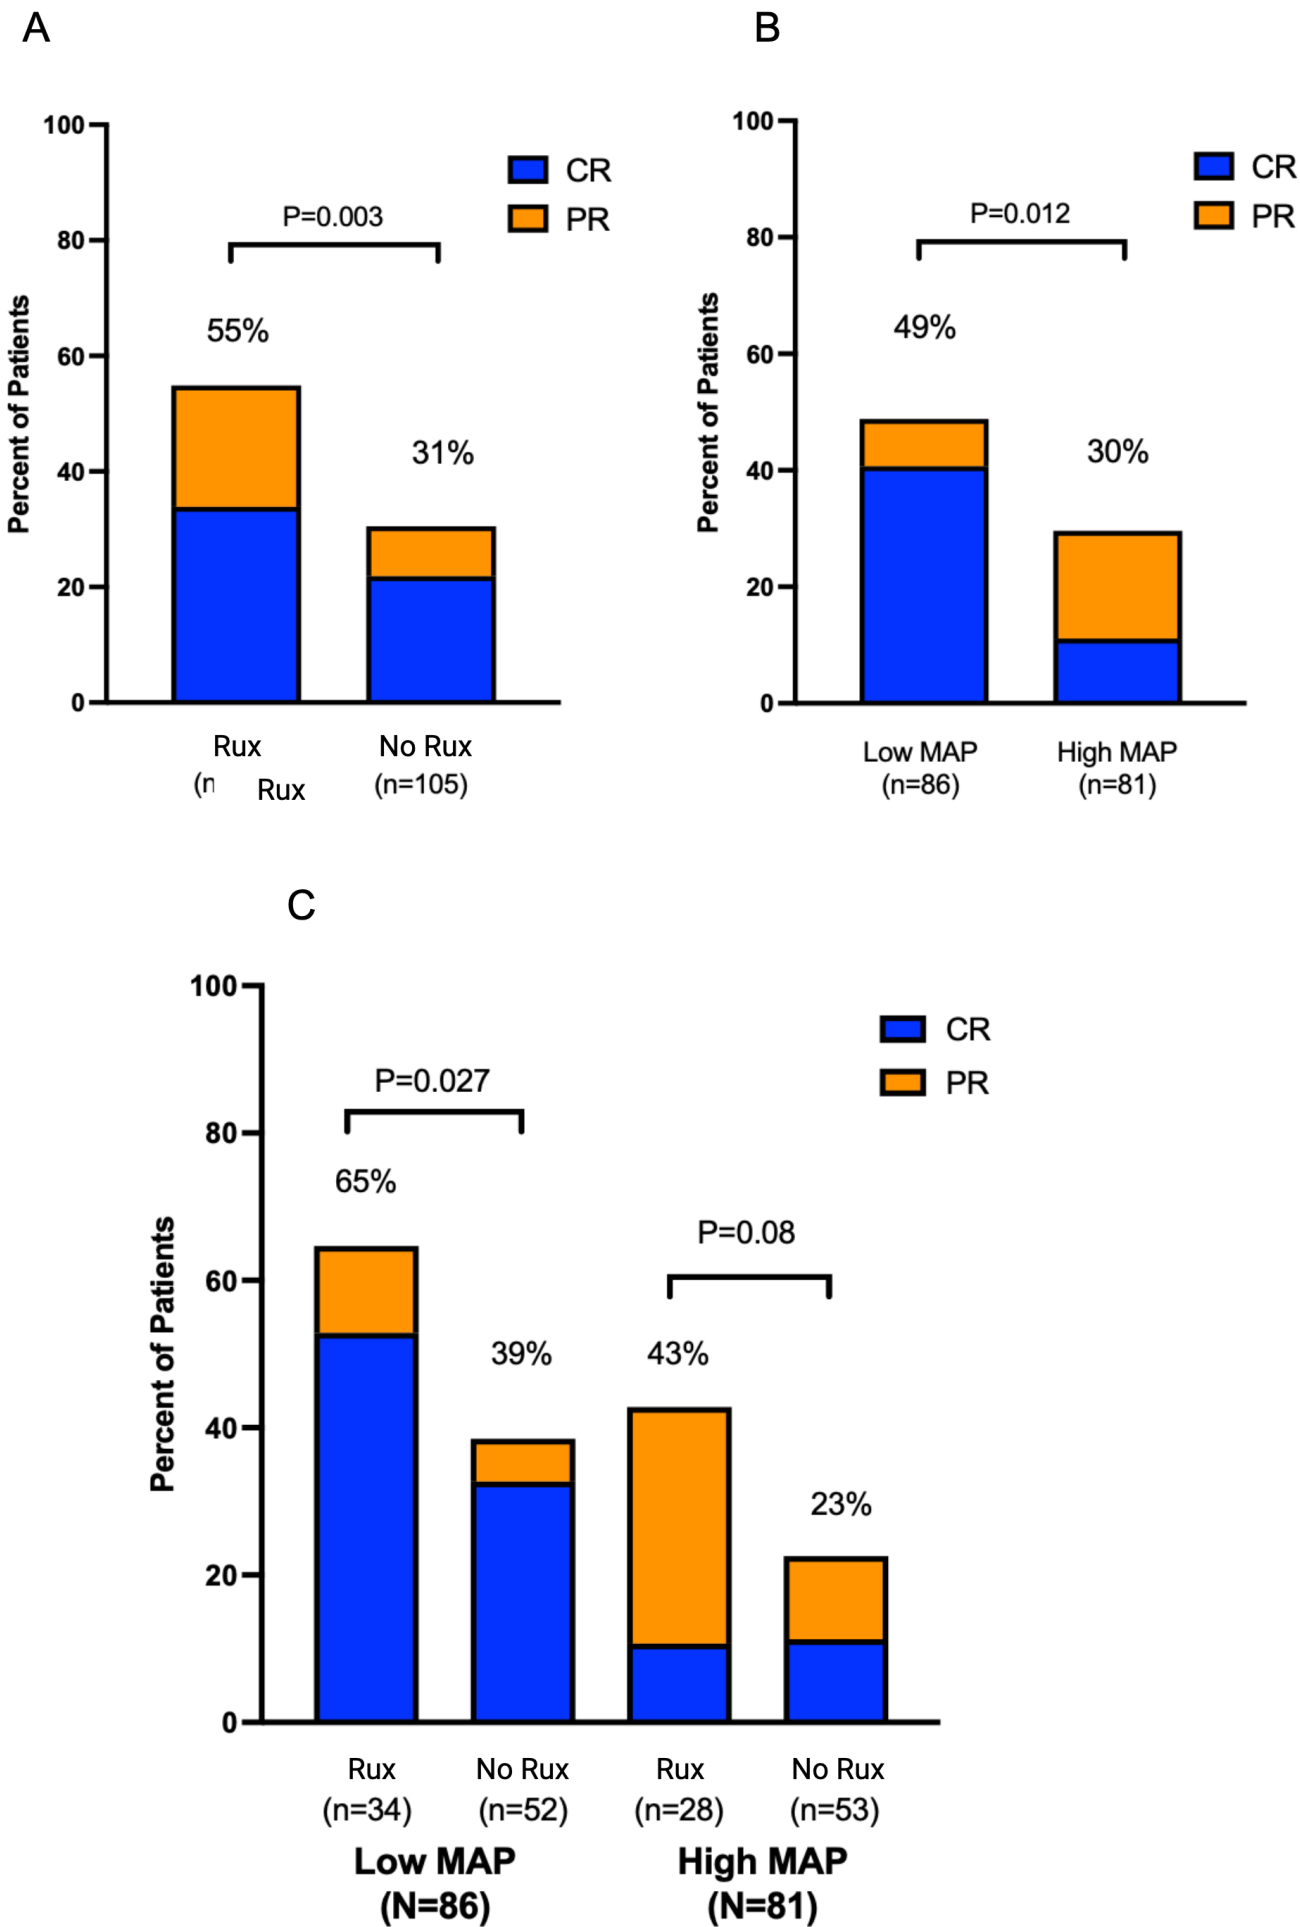 A
100
80
60
40
20
0
Percent of Patients
P=0.003
55%
31%
CR
PR
Rux
No Rux
(n Rux
(n=105)
B
100
80
60
40
20
0
Percent of Patients
P=0.012
49%
30%
CR
PR
Low MAP
(n=86)
High MAP
(n=81)
C
100
80
60
40
20
0
Percent of Patients
P=0.027
65%
39%
P=0.08
43%
23%
CR
PR
Rux
(n=34)
No Rux
(n=52)
Rux
(n=28)
No Rux
(n=53)
Low MAP
(N=86)
High MAP
(N=81)